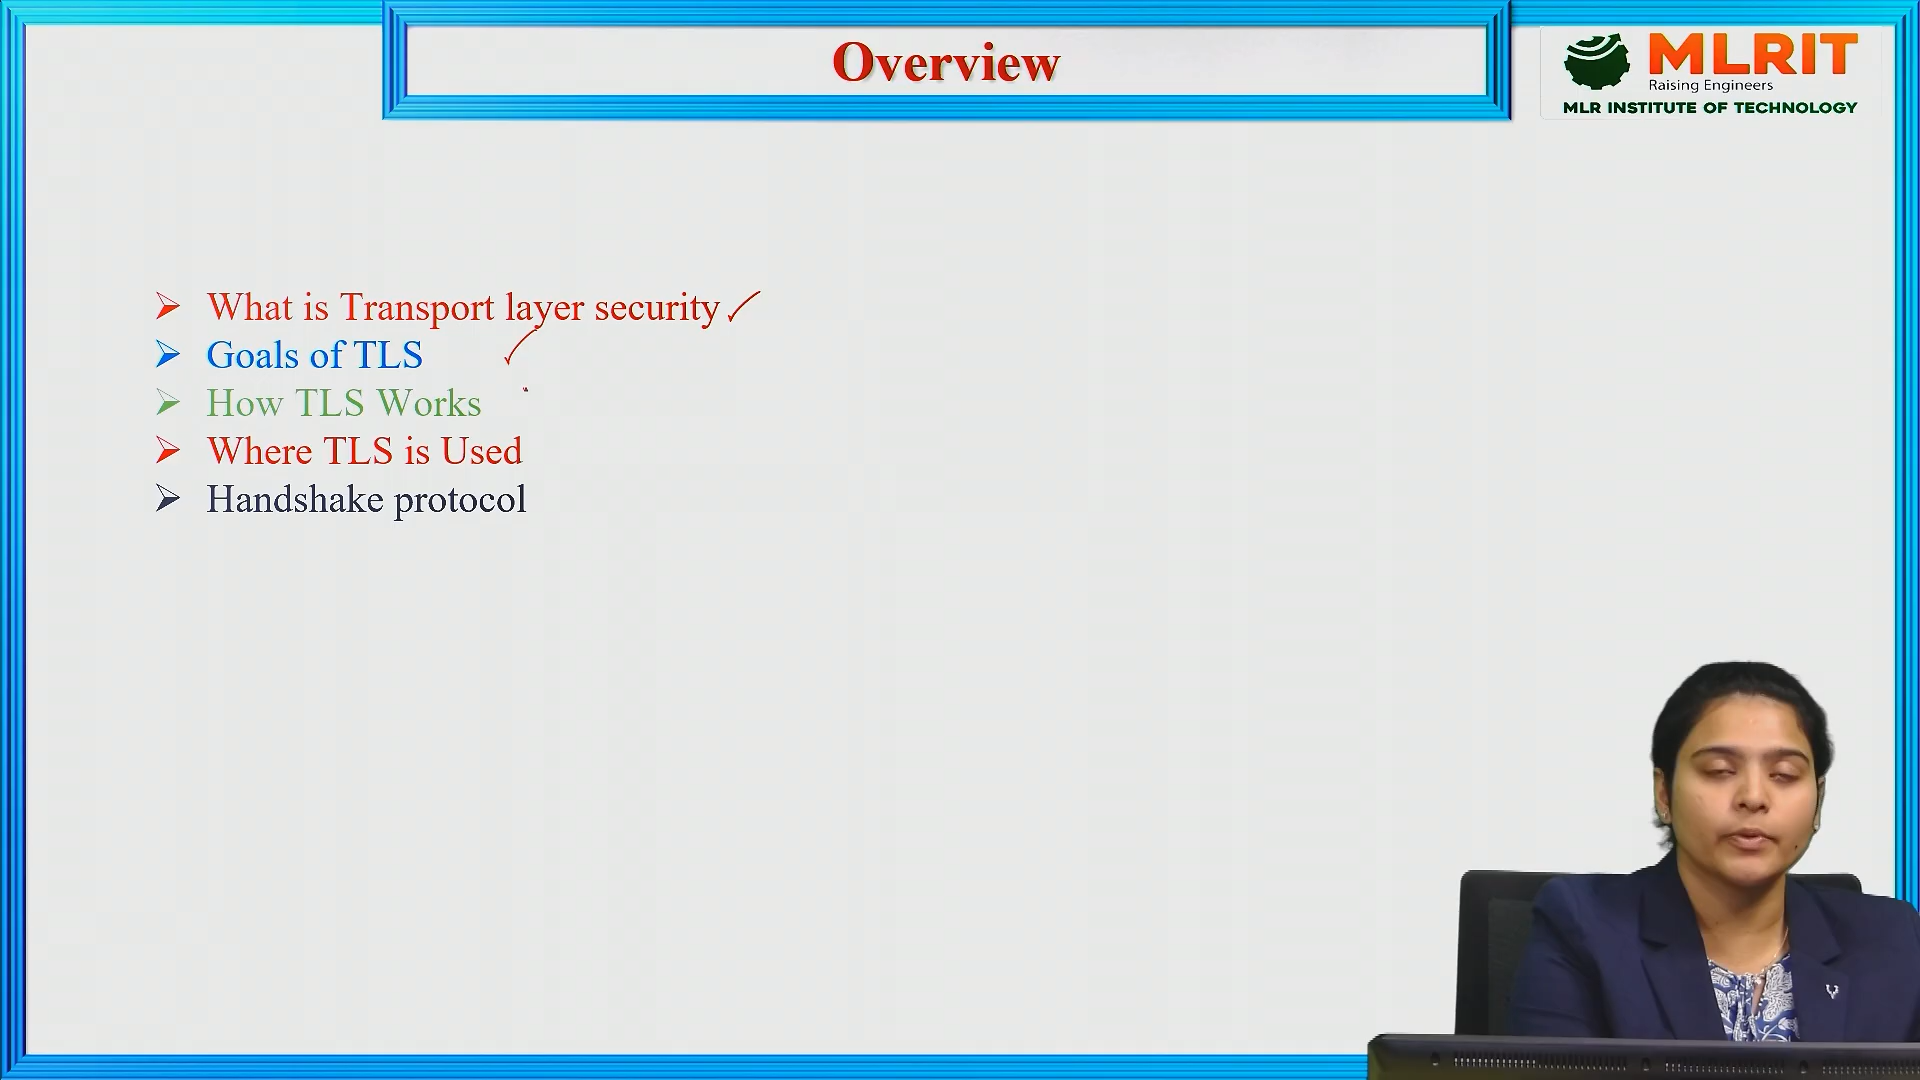 Overview
MLRIT
Raising Engineers
MLR INSTITUTE OF TECHNOLOGY
What is Transport layer security
Goals of TLS
How TLS Works
Where TLS is Used
Handshake protocol